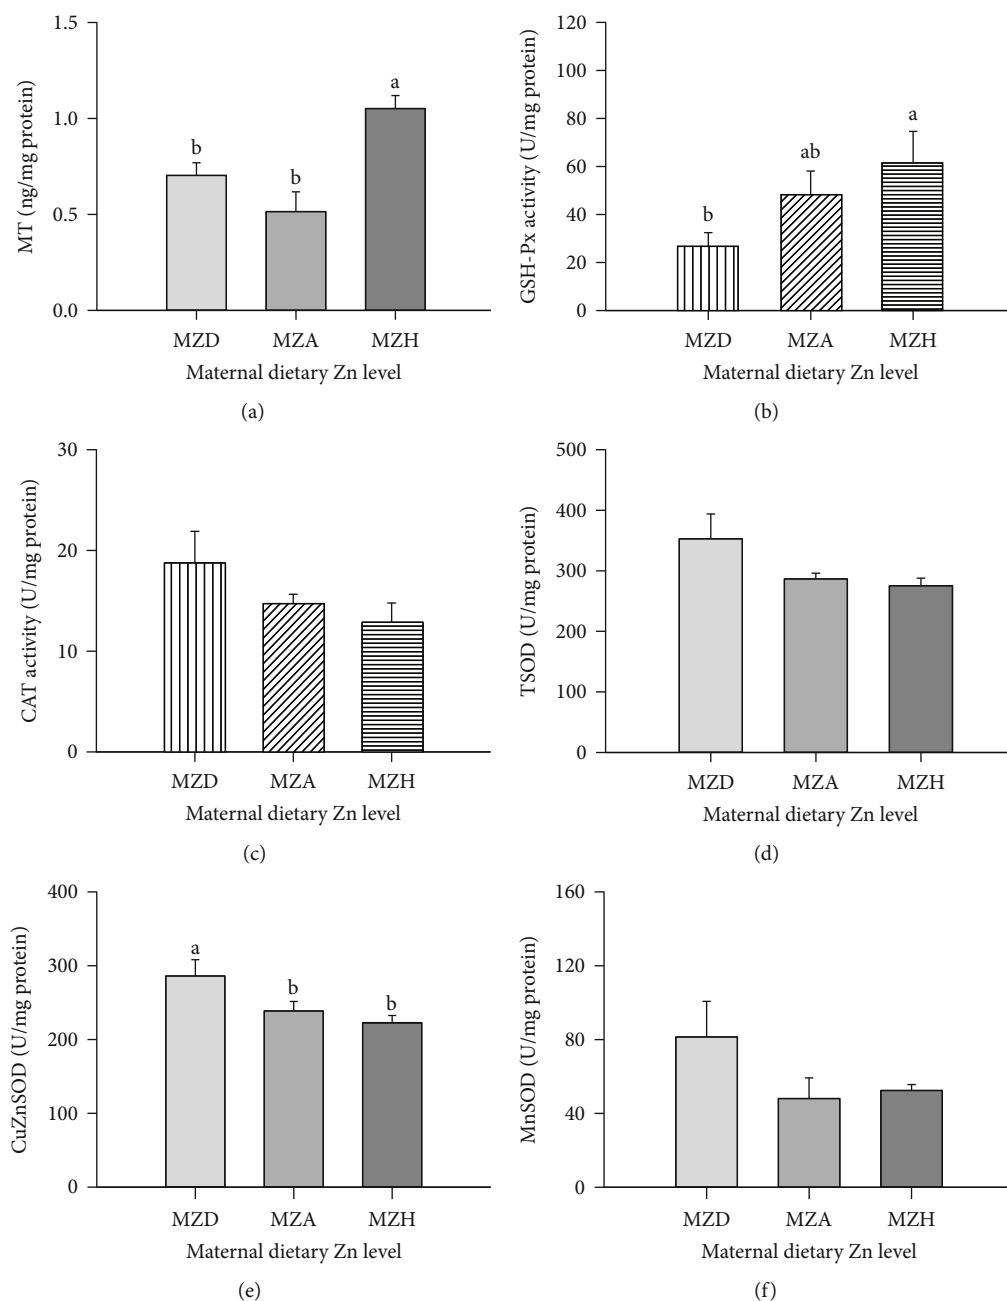 MT (ng/mg protein)
1.5
1.0
0.5
0.0
b
b
a
MZD MZA MZH
Maternal dietary Zn level
(a)
GSH-Px activity (U/mg protein)
120
100
80
60
40
20
0
b
ab
a
MZD MZA MZH
Maternal dietary Zn level
(b)
CAT activity (U/mg protein)
30
20
10
0
MZD MZA MZH
Maternal dietary Zn level
(c)
TSOD (U/mg protein)
500
400
300
200
100
0
MZD MZA MZH
Maternal dietary Zn level
(d)
CuZnSOD (U/mg protein)
400
300
200
100
0
a
b
b
MZD MZA MZH
Maternal dietary Zn level
(e)
MnSOD (U/mg protein)
160
120
80
40
0
MZD MZA MZH
Maternal dietary Zn level
(f)